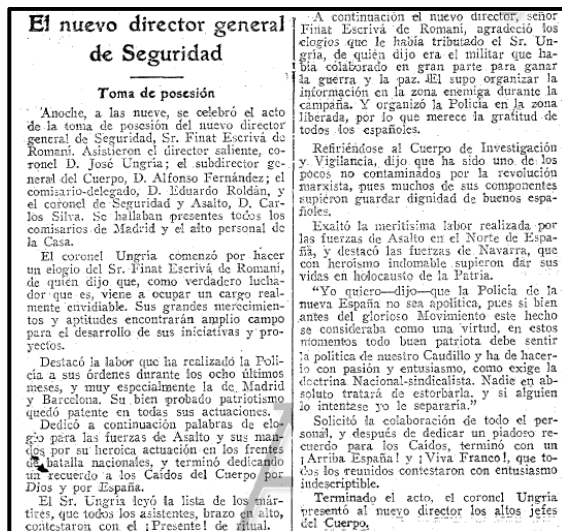 El nuevo director general
de Seguridad
Toma de posesión
Anoche, a las nueve, se celebró el acto
de la toma de posesión del nuevo director
general de Seguridad, Sr. Finat Escrivá de
Romaní. Asistieron el director saliente, co-
ronel D. José Ungría; el subdirector ge-
neral del Cuerpo, D. Alfonso Fernández; el
comisario-delegado, D. Eduardo Roldán, y
el coronel de Seguridad y Asalto, D. Car-
los Silva. Se hallaban presentes todos los
comisarios de Madrid y el alto personal de
la Casa.
El coronel Ungría comenzó por hacer
un elogio del Sr. Finat Escrivá de Romaní,
de quien dijo que, como verdadero lucha-
dor que es, viene a ocupar un cargo real-
mente envidiable. Sus grandes merecimien-
tos y aptitudes encontrarán amplio campo
para el desarrollo de sus iniciativas y pro-
yectos.
Destacó la labor que ha realizado la Poli-
cía a sus órdenes durante los ocho últimos
meses, y muy especialmente la de Madrid
y Barcelona. Su bien probado patriotismo
quedó patente en todas sus actuaciones.
Dedicó a continuación palabras de elo-
gio para las fuerzas de Asalto y sus man-
dos por su heroica actuación en los frentes
de batalla nacionales, y terminó dedicando
un recuerdo a los Caídos del Cuerpo por
Dios y por España.
El Sr. Ungría leyó la lista de los már-
tires, que todos los asistentes, brazo en alto,
contestaron con el ¡Presente! de ritual.
A continuación el nuevo director, señor
Finat Escrivá de Romaní, agradeció los
elogios que le había tributado el Sr. Un-
gría, de quién dijo era el militar que ha-
bía colaborado en gran parte para ganar
la guerra y la paz. El supo organizar la
información en la zona enemiga durante la
campaña. Y organizó la Policía en la zona
liberada, por lo que merece la gratitud de
todos los españoles.
Refiriéndose al Cuerpo de Investigación
y Vigilancia, dijo que ha sido uno de los
pocos no contaminados por la revolución
marxista, pues muchos de sus componentes
supieron guardar dignidad de buenos espa-
ñoles.
Exaltó la meritísima labor realizada por
las fuerzas de Asalto en el Norte de Espa-
ña, y destacó las fuerzas de Navarra, que
con heroísmo indomable supieron dar sus
vidas en holocausto de la Patria.
"Yo quiero—dijo—que la Policía de la
nueva España no sea apolítica, pues si bien
antes del glorioso Movimiento este hecho
se consideraba como una virtud, en estos
momentos todo buen patriota debe sentir
la política de nuestro Caudillo y ha de hacer-
lo con pasión y entusiasmo, como exige la
doctrina Nacional-sindicalista. Nadie en ab-
soluto tratará de estorbarla, y si alguien
lo intentase yo le separaría."
Solicitó la colaboración de todo el per-
sonal, y después de dedicar un piadoso re-
cuerdo para los Caídos, terminó con un
¡Arriba España! y ¡Viva Franco!, que to-
dos los reunidos contestaron con entusiasmo
indescriptible.
Terminado el acto, el coronel Ungría
presentó al nuevo director los altos jefes
del Cuerpo.